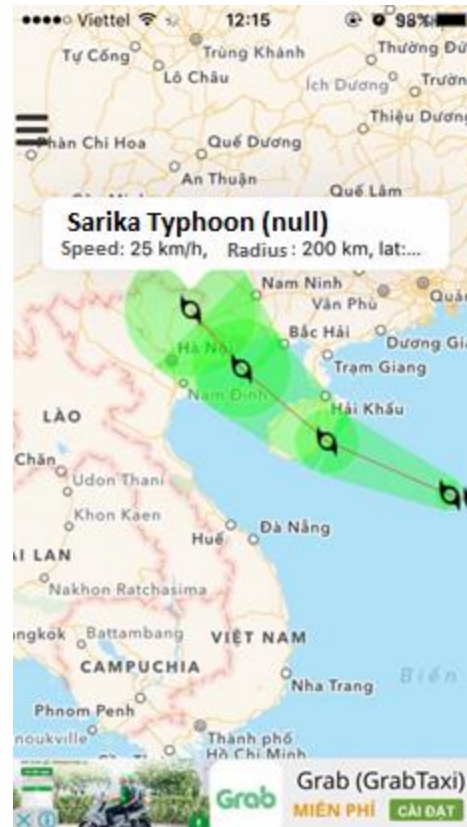 Viettel 12:15 98%
Trùng Khánh
Thường Đứ
Tự Cống
Lô Châu
Ích Dương
Trườn
Thiệu Dương
Phàn Chi Hoa
Quế Dương
An Thuận
Quế Lâm
Sarika Typhoon (null)
Speed: 25 km/h, Radius: 200 km, lat:...
Nam Ninh
Vân Phù
Quả
Bắc Hải
Dương Gia
Hà Nội
Trạm Giang
Nam Định
Hải Khẩu
LÀO
Chăn
Udon Thani
Khon Kaen
Huế
Đà Nẵng
ÁI LAN
Nakhon Ratchasima
ngkok
Battambang
VIỆT NAM
CAMPUCHIA
Biển
Nha Trang
Phnom Penh
noukville
Thành phố
Hồ Chí Minh
Grab
Grab (GrabTaxi)
MIỄN PHÍ
CÀI ĐẶT